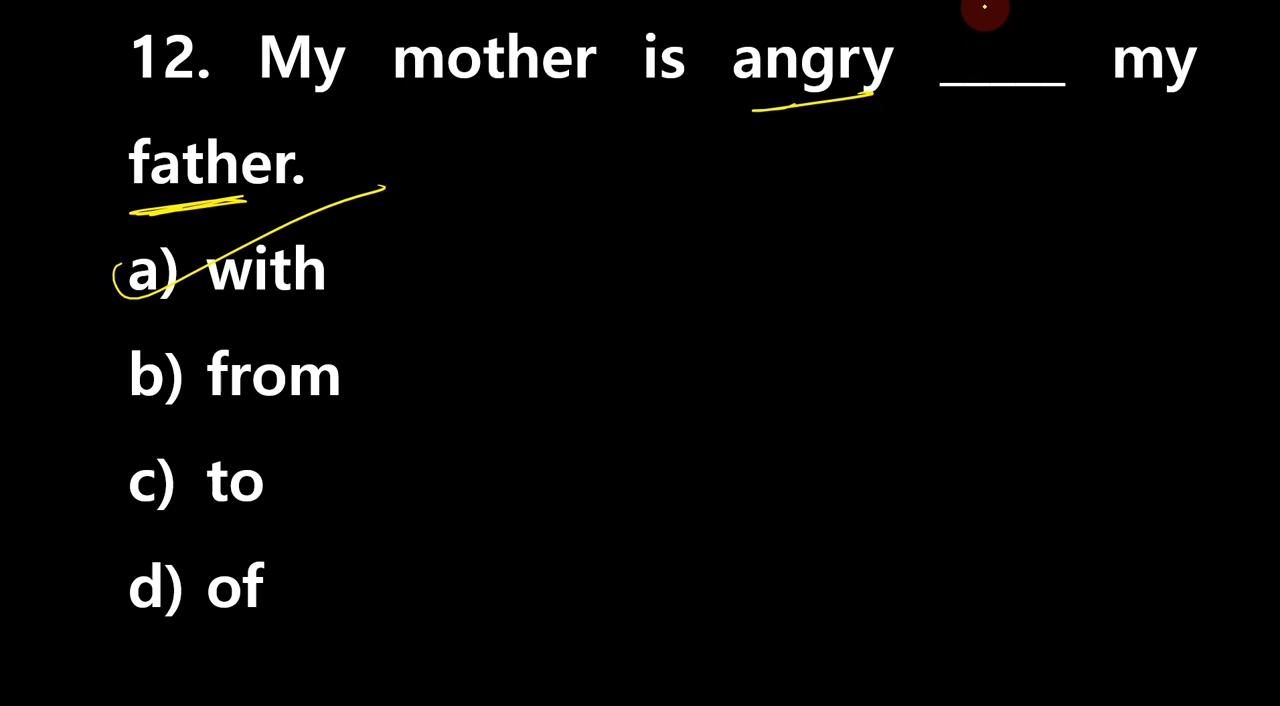 12. My mother is angry _____ my
father.
a) with
b) from
c) to
d) of